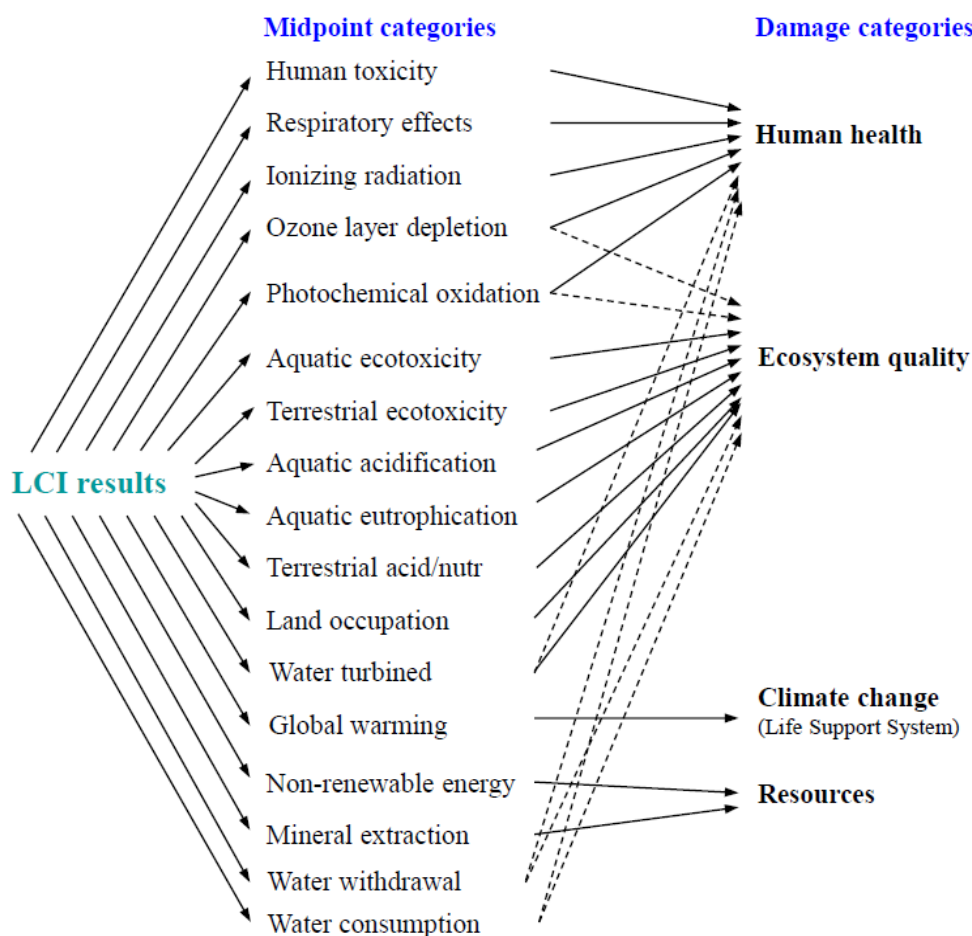 Midpoint categories
Damage categories
Human toxicity
Respiratory effects
Human health
Ionizing radiation
Ozone layer depletion
Photochemical oxidation
Aquatic ecotoxicity
Ecosystem quality
Terrestrial ecotoxicity
Aquatic acidification
LCI results
Aquatic eutrophication
Terrestrial acid/nutr
Land occupation
Water turbined
Climate change
(Life Support System)
Global warming
Non-renewable energy
Resources
Mineral extraction
Water withdrawal
Water consumption